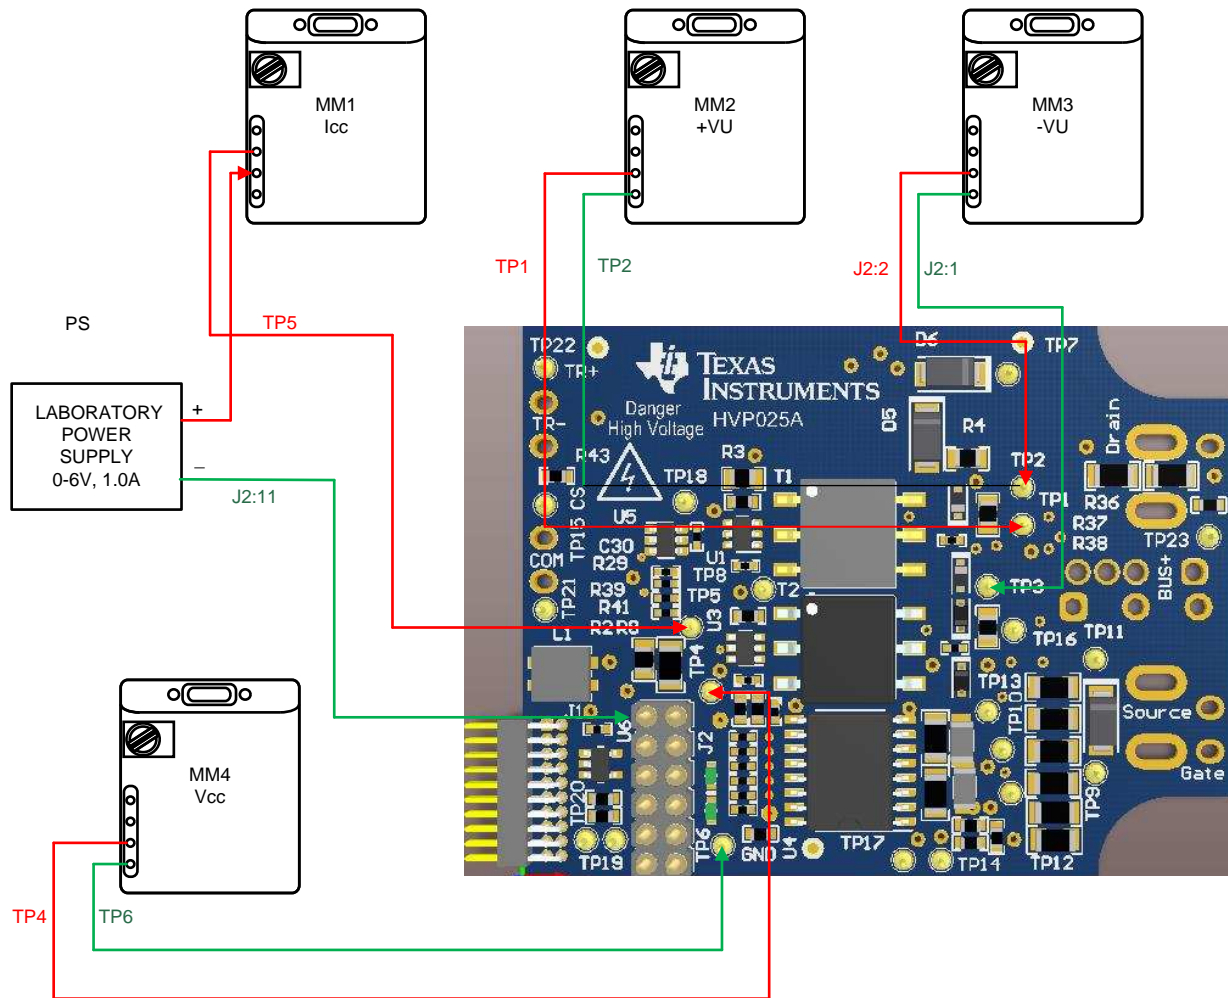 MM1
Icc
MM2
+VU
MM3
-VU
TP1
TP2
J2:2
J2:1
PS
TP5
LABORATORY
POWER
SUPPLY
0-6V, 1.0A
+
–
J2:11
MM4
Vcc
TP4
TP6
TP22
TR+
TR-
TEXAS
INSTRUMENTS
Danger
High Voltage
HVP025A
D6
TP7
D5
R4
R3
R43
TP18
T1
TP2
TP1
Drain
R36
R37
R38
TP23
BUS+
CS
TP15
U5
C30
R29
U1
TP8
COM
TP21
R39
R41
R2
R8
TP5
U3
T2
TP3
TP16
TP11
L1
TP4
TP13
TP10
Source
J1
U6
J2
Gate
TP9
TP20
TP19
TP6
GND
U4
TP17
TP14
TP12